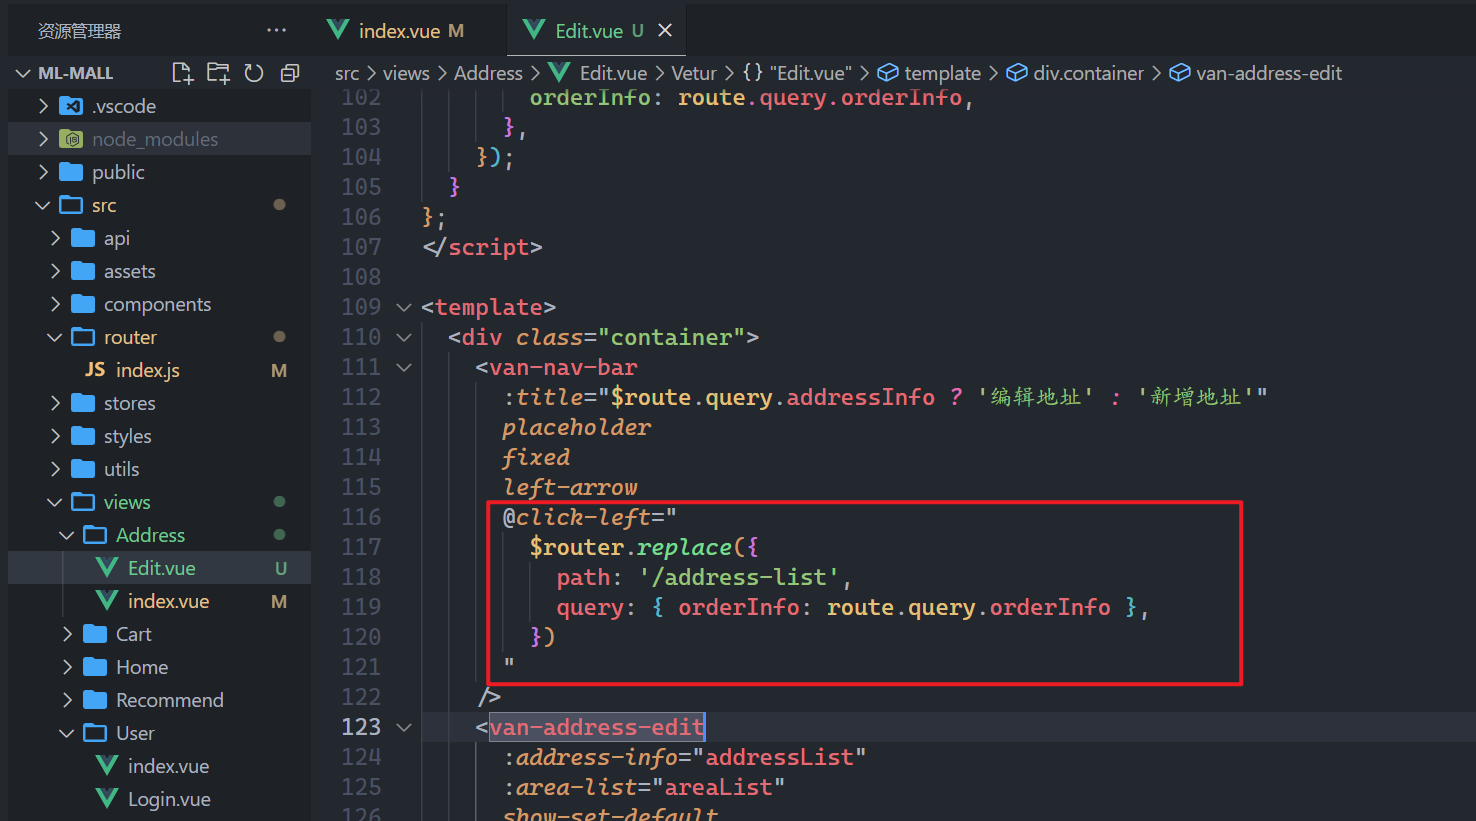 资源管理器
···
index.vue M
Edit.vue U
ML-MALL
src > views > Address > Edit.vue > Vetur > {} "Edit.vue" > template > div.container > van-address-edit
.vscode
node_modules
public
src
api
assets
components
router
JS index.js M
stores
styles
utils
views
Address
Edit.vue U
index.vue M
Cart
Home
Recommend
User
index.vue
Login.vue
102 orderInfo: route.query.orderInfo,
103 },
104 });
105 }
106 };
107 </script>
108
109 <template>
110 <div class="container">
111 <van-nav-bar
112 :title="$route.query.addressInfo ? '编辑地址' : '新增地址'"
113 placeholder
114 fixed
115 left-arrow
116 @click-left="
117 $router.replace({
118 path: '/address-list',
119 query: { orderInfo: route.query.orderInfo },
120 })
121 "
122 />
123 <van-address-edit
124 :address-info="addressList"
125 :area-list="areaList"
126 show-set-default